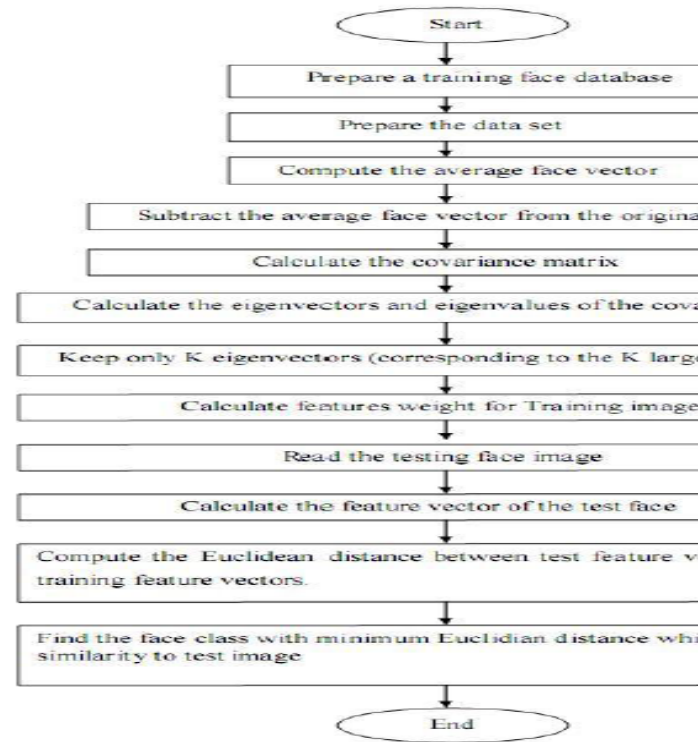 Start
Prepare a training face database
Prepare the data set
Compute the average face vector
Subtract the average face vector from the origina
Calculate the covariance matrix
Calculate the eigenvectors and eigenvalues of the cova
Keep only K eigenvectors (corresponding to the K larg
Calculate features weight for Training image
Read the testing face image
Calculate the feature vector of the test face
Compute the Euclidean distance between test feature v
training feature vectors.
Find the face class with minimum Euclidian distance whi
similarity to test image
End